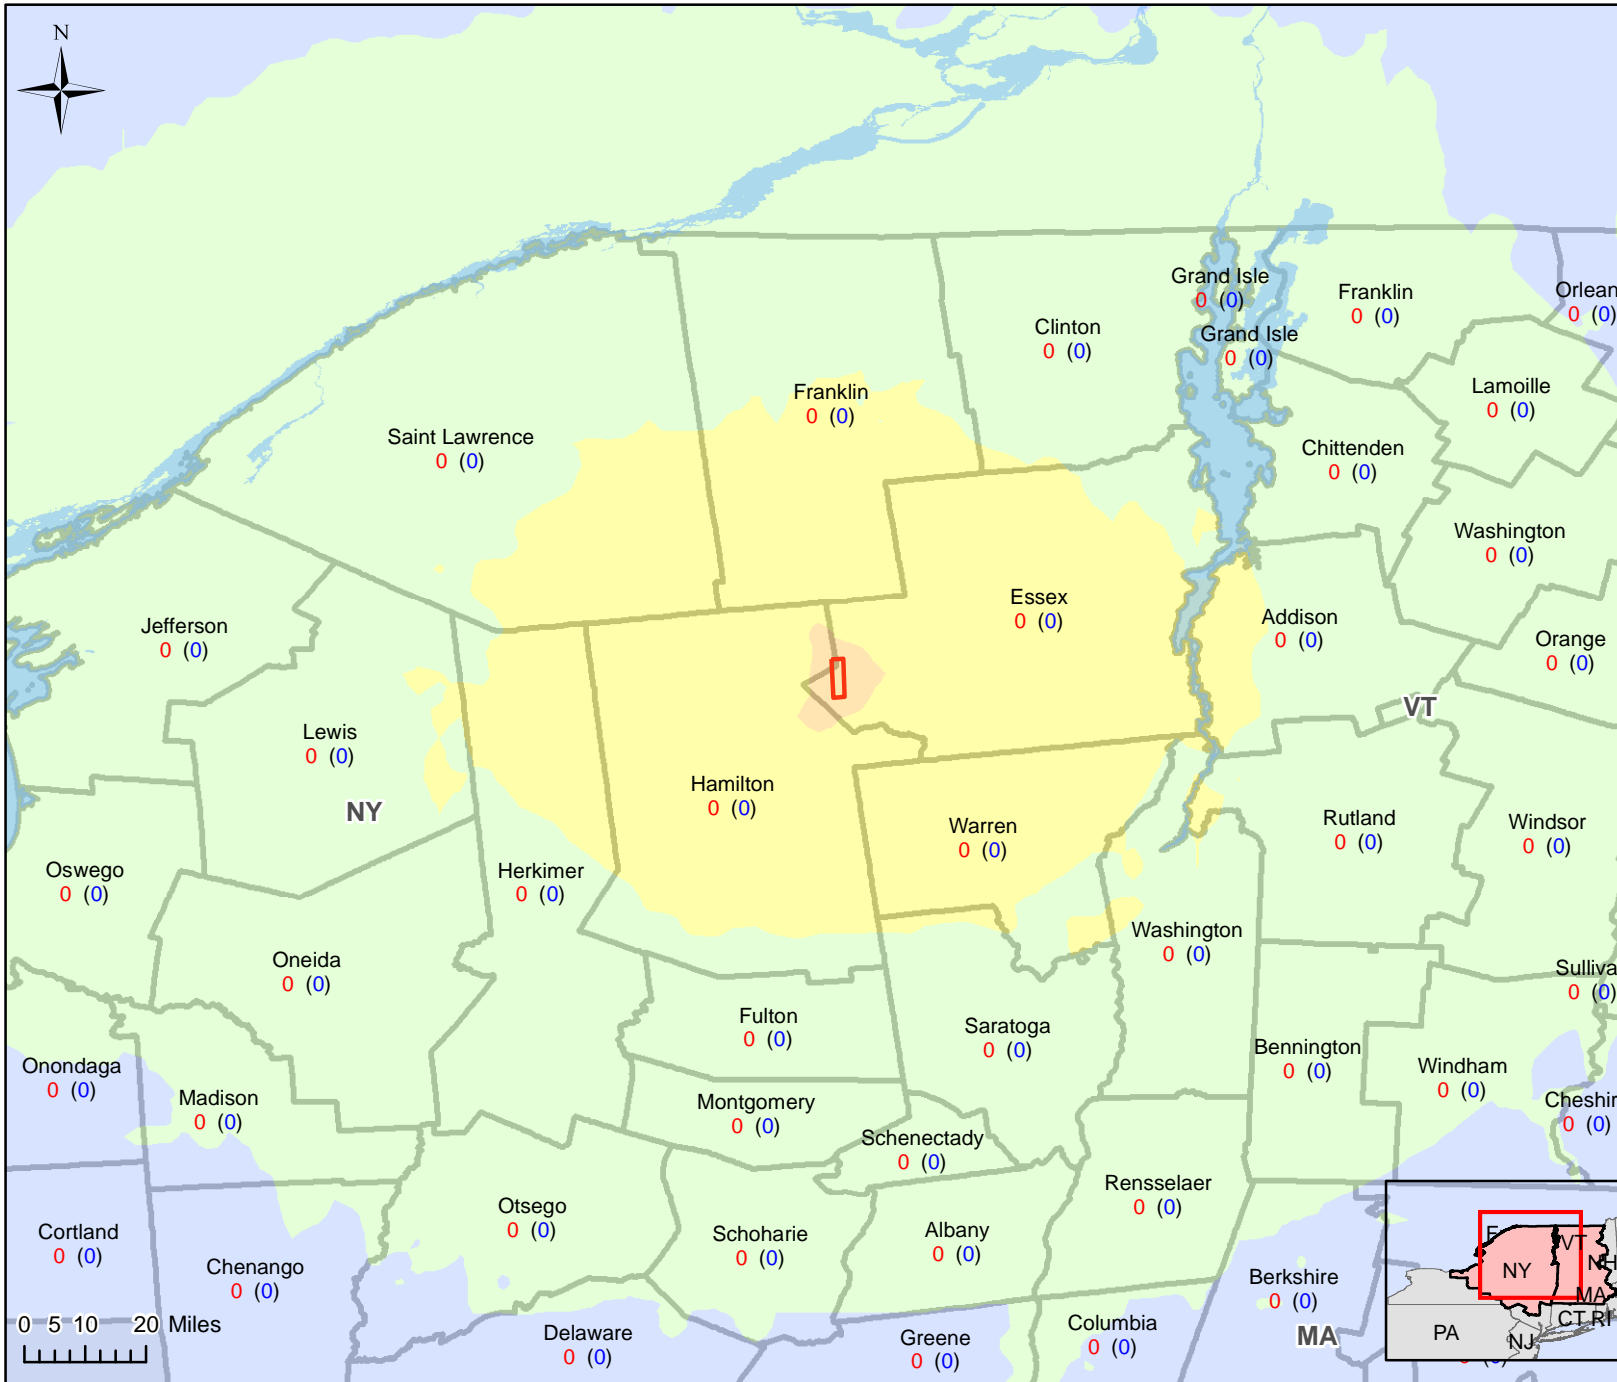 N
Grand Isle
0 (0)
Franklin
0 (0)
Orlean
0 (0)
Clinton
0 (0)
Grand Isle
0 (0)
Franklin
0 (0)
Lamoille
0 (0)
Saint Lawrence
0 (0)
Chittenden
0 (0)
Washington
0 (0)
Essex
0 (0)
Addison
0 (0)
Jefferson
0 (0)
Orange
0 (0)
VT
Lewis
0 (0)
Hamilton
0 (0)
NY
Warren
0 (0)
Rutland
0 (0)
Windsor
0 (0)
Oswego
0 (0)
Herkimer
0 (0)
Washington
0 (0)
Oneida
0 (0)
Sulliva
0 (0)
Fulton
0 (0)
Saratoga
0 (0)
Bennington
0 (0)
Onondaga
0 (0)
Windham
0 (0)
Madison
0 (0)
Montgomery
0 (0)
Cheshir
0 (0)
Schenectady
0 (0)
Rensselaer
0 (0)
Otsego
0 (0)
Schoharie
0 (0)
Albany
0 (0)
Cortland
0 (0)
Chenango
0 (0)
Berkshire
0 (0)
Columbia
0 (0)
Delaware
0 (0)
Greene
0 (0)
MA
0 5 10 20 Miles
VT
NY
NH
MA
CT RI
PA
NJ